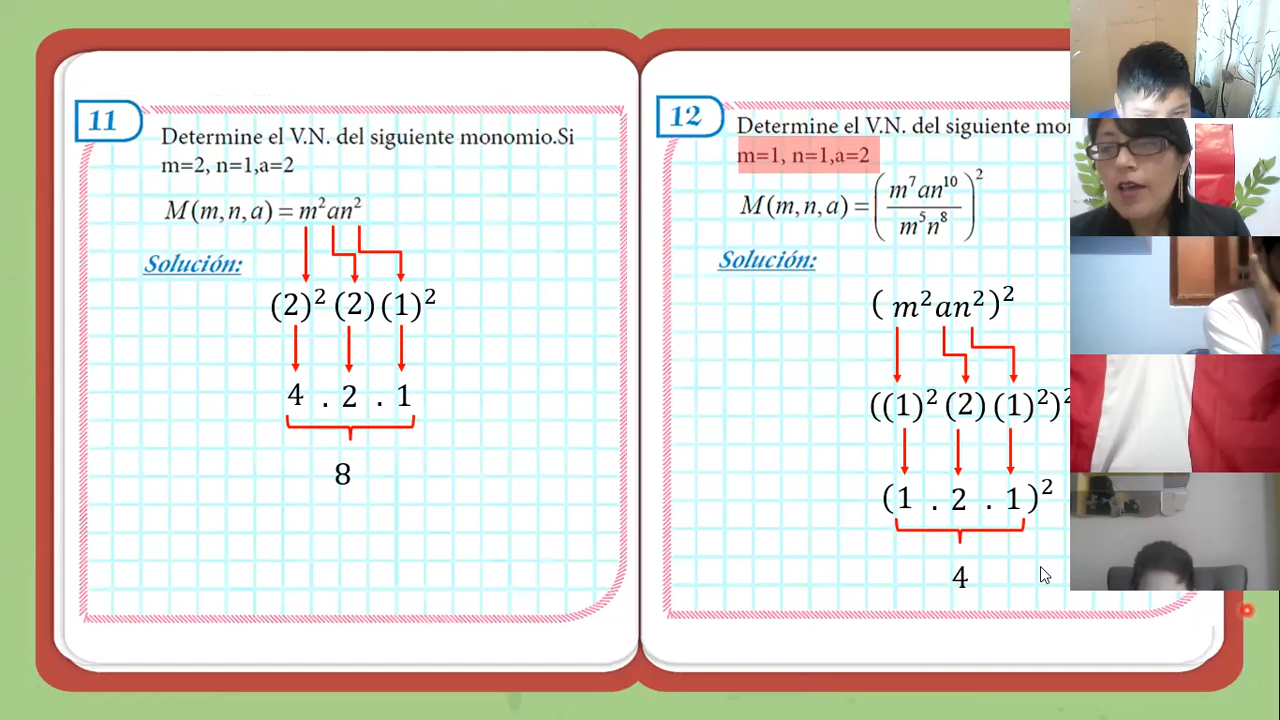 11
Determine el V.N. del siguiente monomio.Si
m=2, n=1,a=2
M(m,n,a)=m²an²
Solución:
(2)² (2) (1)²
4 . 2 . 1
8
12
Determine el V.N. del siguiente
m=1, n=1,a=2
M(m,n,a)=(m⁷an¹⁰/m⁵n⁸)²
Solución:
( m²an² )²
((1)² (2) (1)²)²
(1 . 2 . 1 )²
4